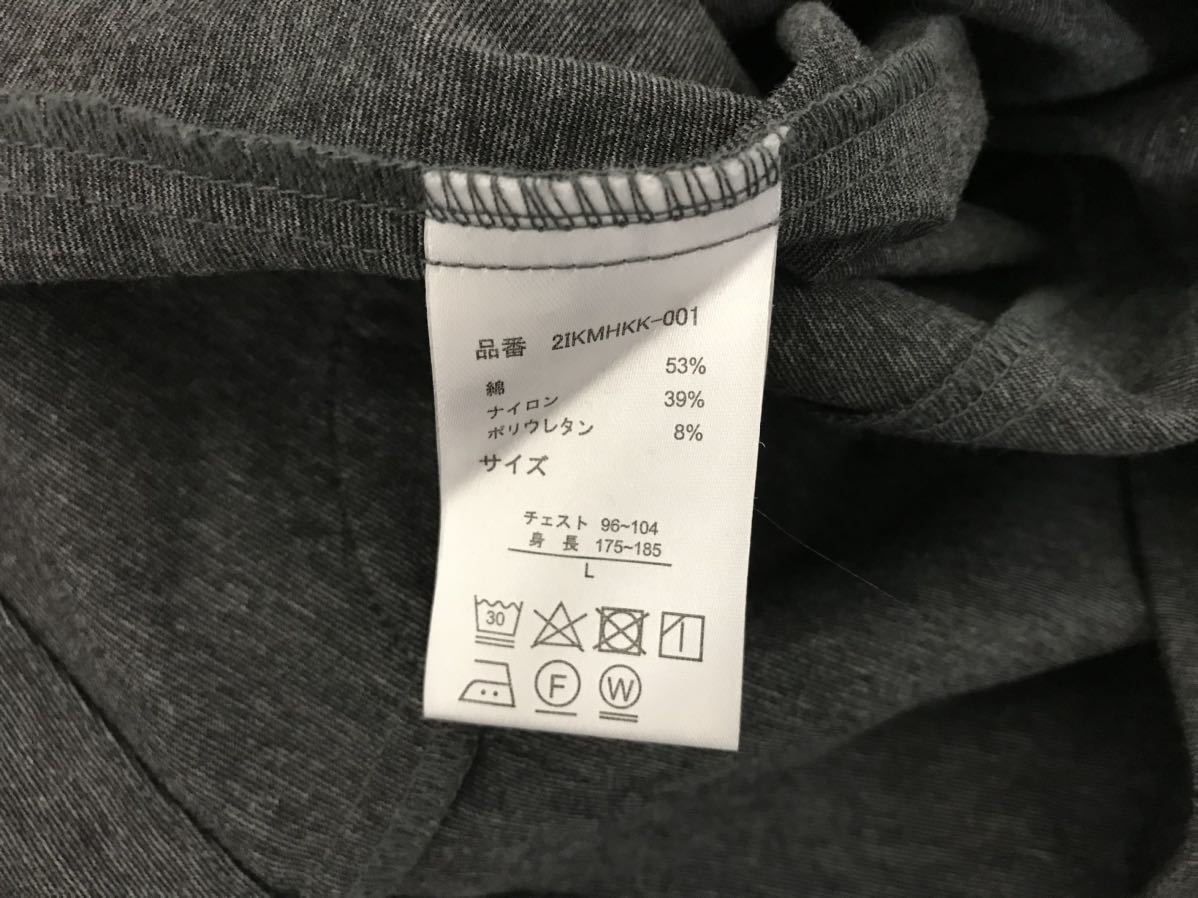 品番 2IKMHKK-001
綿 53%
ナイロン 39%
ポリウレタン 8%
サイズ
チェスト 96~104
身長 175~185
L
30
F W